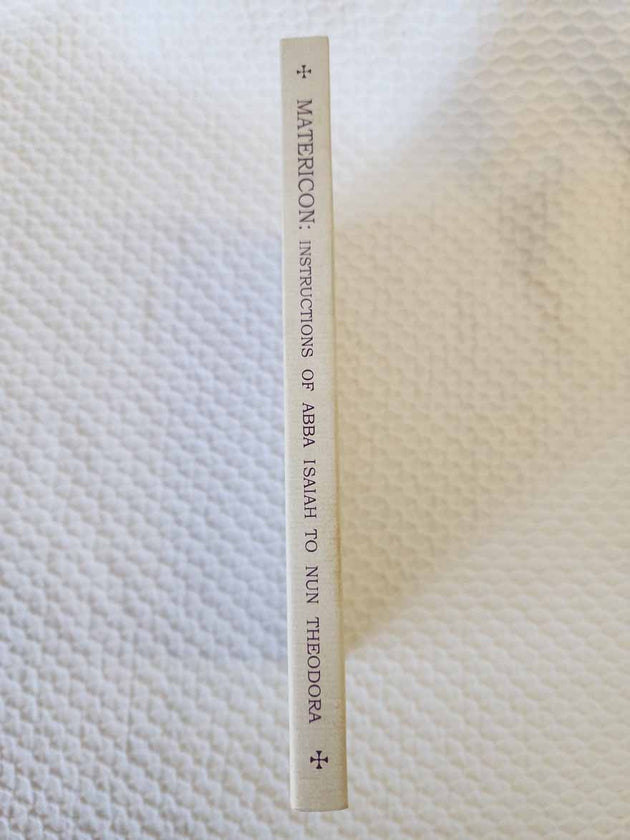 ✠ MATERICON: INSTRUCTIONS OF ABBA ISAIAH TO NUN THEODORA ✠